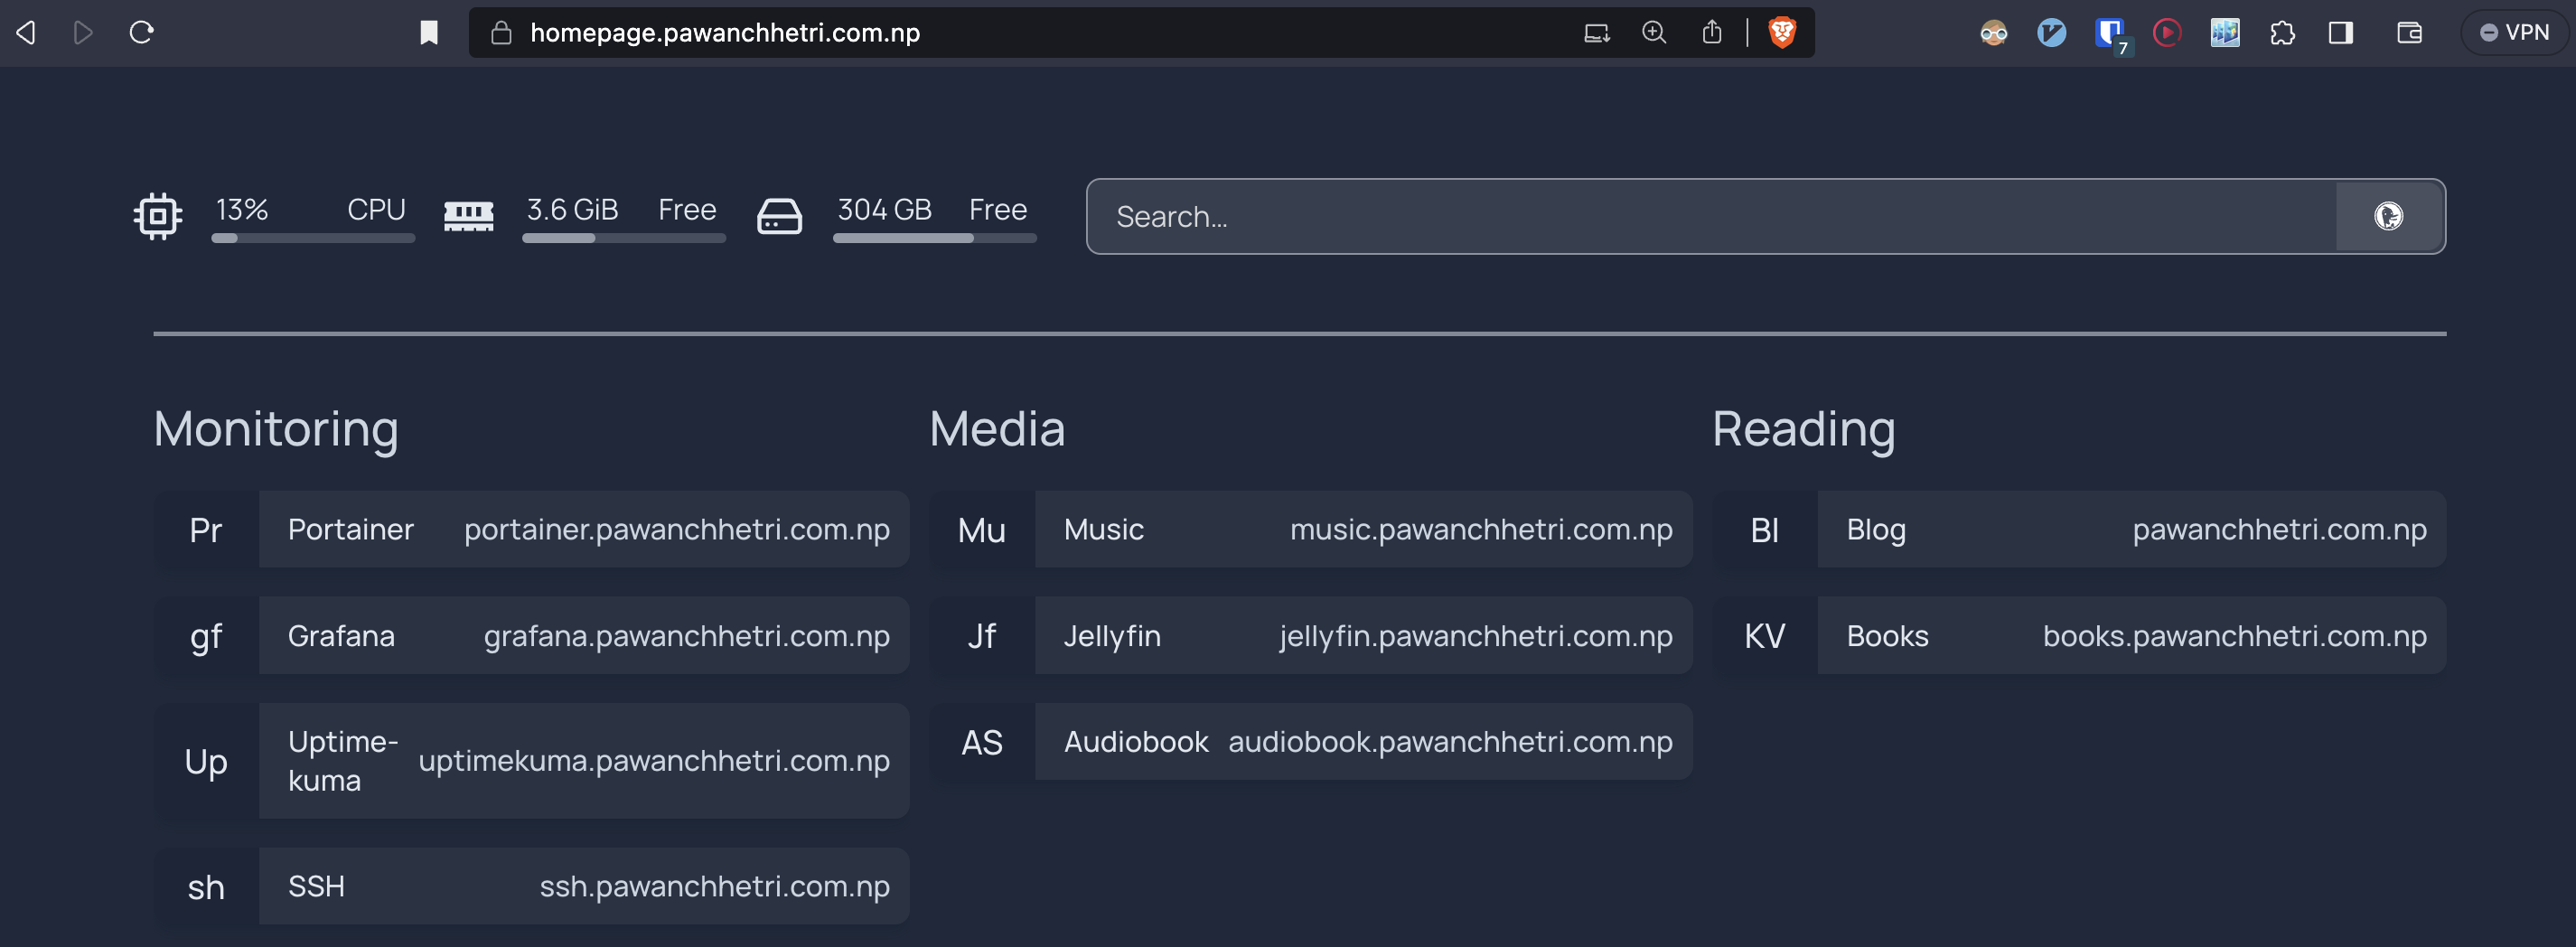 homepage.pawanchhetri.com.np
7
VPN
13% CPU
3.6 GiB Free
304 GB Free
Search...
Monitoring
Pr Portainer portainer.pawanchhetri.com.np
gf Grafana grafana.pawanchhetri.com.np
Up Uptime-
kuma uptimekuma.pawanchhetri.com.np
sh SSH ssh.pawanchhetri.com.np
Media
Mu Music music.pawanchhetri.com.np
Jf Jellyfin jellyfin.pawanchhetri.com.np
AS Audiobook audiobook.pawanchhetri.com.np
Reading
Bl Blog pawanchhetri.com.np
KV Books books.pawanchhetri.com.np